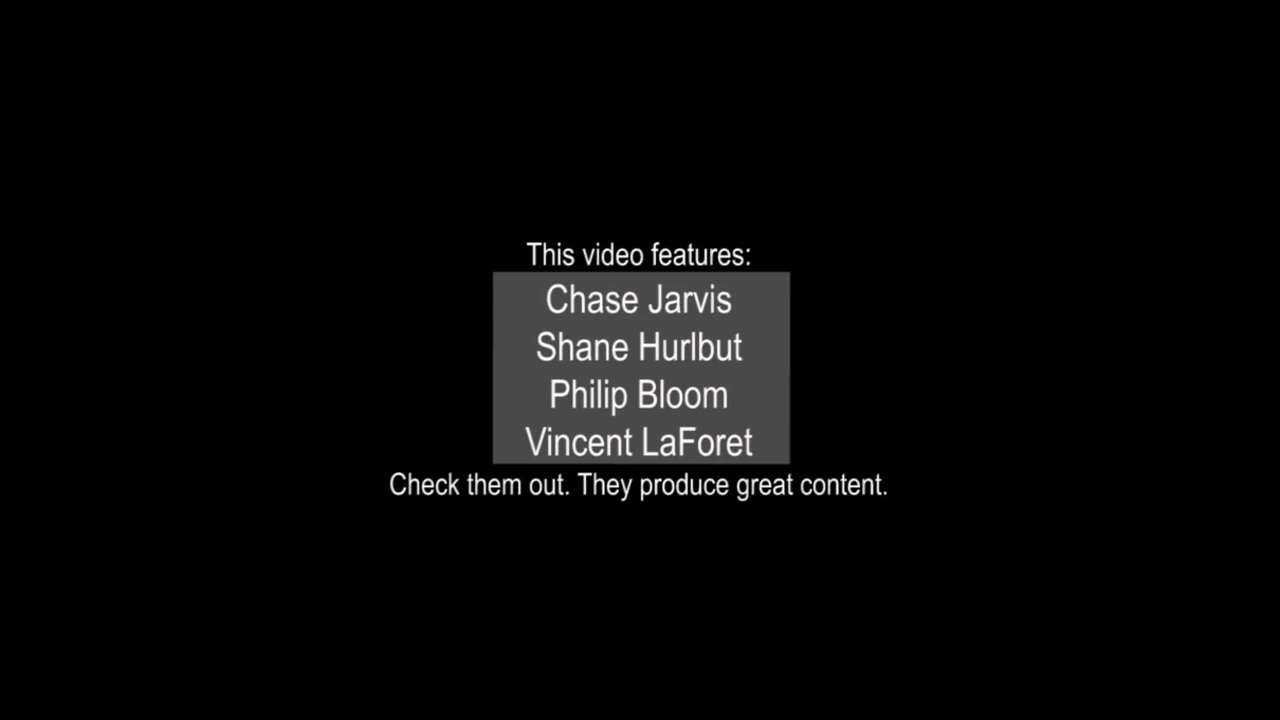 This video features:
Chase Jarvis
Shane Hurlbut
Philip Bloom
Vincent LaForet
Check them out. They produce great content.